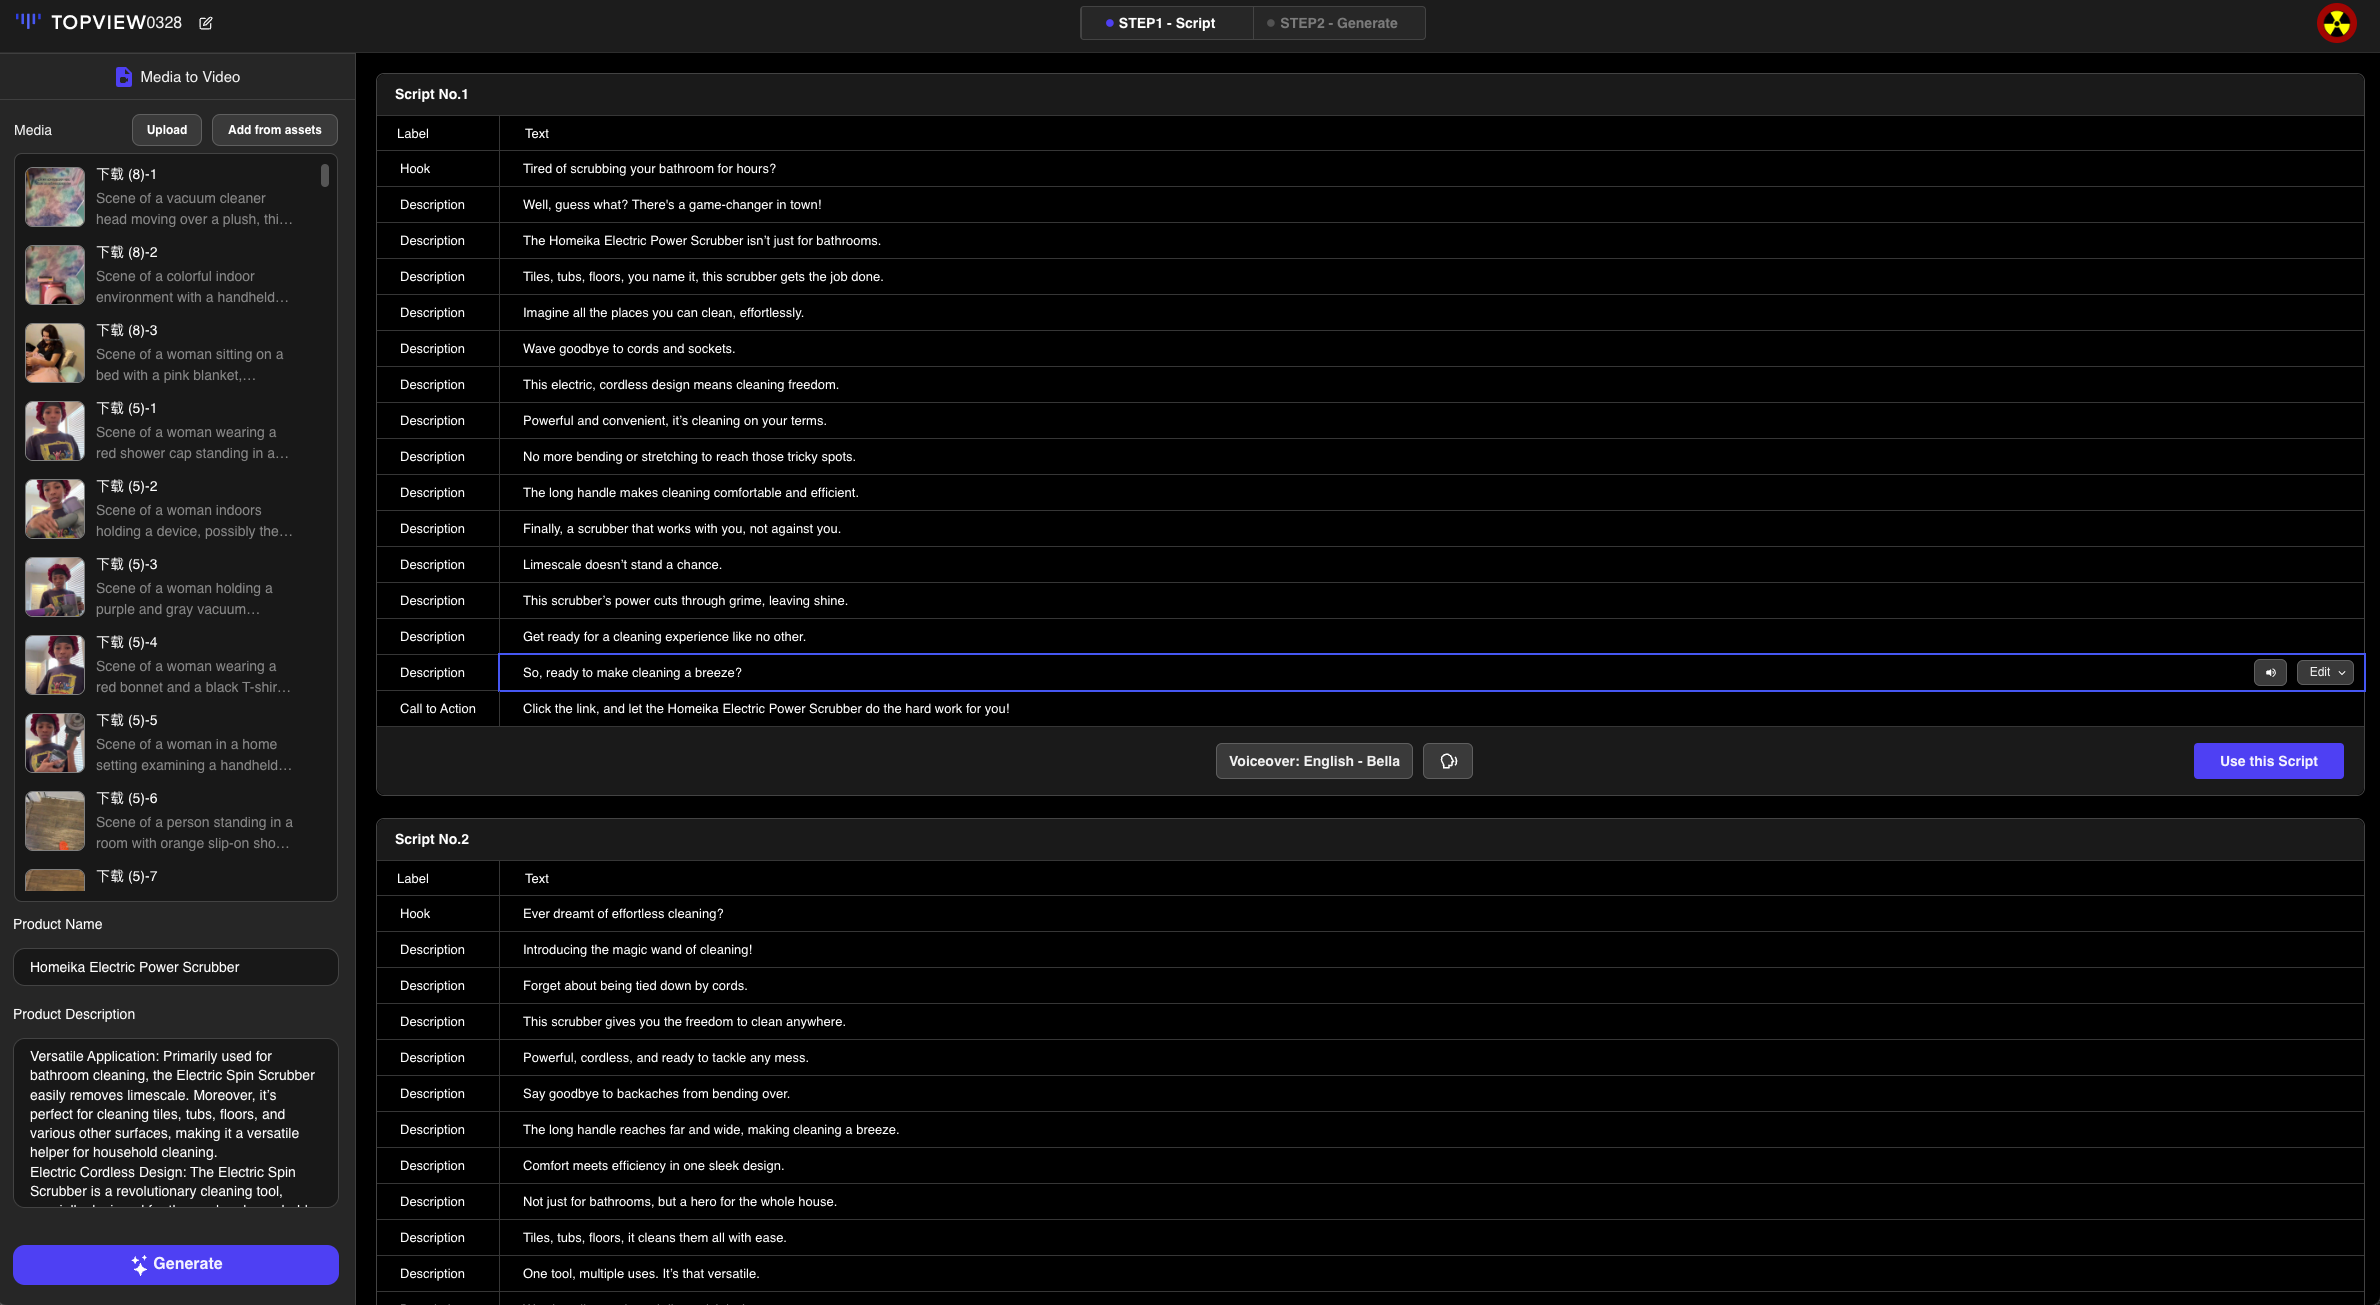 TOPVIEW0328
STEP1 - Script
STEP2 - Generate
Media to Video
Media
Upload
Add from assets
下载 (8)-1
Scene of a vacuum cleaner
head moving over a plush, thi…
下载 (8)-2
Scene of a colorful indoor
environment with a handheld…
下载 (8)-3
Scene of a woman sitting on a
bed with a pink blanket,…
下载 (5)-1
Scene of a woman wearing a
red shower cap standing in a…
下载 (5)-2
Scene of a woman indoors
holding a device, possibly the…
下载 (5)-3
Scene of a woman holding a
purple and gray vacuum…
下载 (5)-4
Scene of a woman wearing a
red bonnet and a black T-shir…
下载 (5)-5
Scene of a woman in a home
setting examining a handheld…
下载 (5)-6
Scene of a person standing in a
room with orange slip-on sho…
下载 (5)-7
Product Name
Homeika Electric Power Scrubber
Product Description
Versatile Application: Primarily used for
bathroom cleaning, the Electric Spin Scrubber
easily removes limescale. Moreover, it’s
perfect for cleaning tiles, tubs, floors, and
various other surfaces, making it a versatile
helper for household cleaning.
Electric Cordless Design: The Electric Spin
Scrubber is a revolutionary cleaning tool,
Generate
Script No.1
Label Text
Hook Tired of scrubbing your bathroom for hours?
Description Well, guess what? There's a game-changer in town!
Description The Homeika Electric Power Scrubber isn’t just for bathrooms.
Description Tiles, tubs, floors, you name it, this scrubber gets the job done.
Description Imagine all the places you can clean, effortlessly.
Description Wave goodbye to cords and sockets.
Description This electric, cordless design means cleaning freedom.
Description Powerful and convenient, it’s cleaning on your terms.
Description No more bending or stretching to reach those tricky spots.
Description The long handle makes cleaning comfortable and efficient.
Description Finally, a scrubber that works with you, not against you.
Description Limescale doesn’t stand a chance.
Description This scrubber’s power cuts through grime, leaving shine.
Description Get ready for a cleaning experience like no other.
Description So, ready to make cleaning a breeze? Edit
Call to Action Click the link, and let the Homeika Electric Power Scrubber do the hard work for you!
Voiceover: English - Bella
Use this Script
Script No.2
Label Text
Hook Ever dreamt of effortless cleaning?
Description Introducing the magic wand of cleaning!
Description Forget about being tied down by cords.
Description This scrubber gives you the freedom to clean anywhere.
Description Powerful, cordless, and ready to tackle any mess.
Description Say goodbye to backaches from bending over.
Description The long handle reaches far and wide, making cleaning a breeze.
Description Comfort meets efficiency in one sleek design.
Description Not just for bathrooms, but a hero for the whole house.
Description Tiles, tubs, floors, it cleans them all with ease.
Description One tool, multiple uses. It’s that versatile.